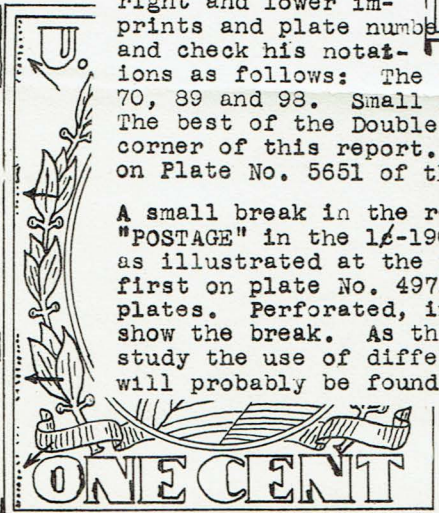 right and lower im-
prints and plate numbe
and check his notat-
ions as follows: The
70, 89 and 98. Small
The best of the Double
corner of this report.
on Plate No. 5651 of t
A small break in the r
"POSTAGE" in the 1¢-19
as illustrated at the
first on plate No. 497
plates. Perforated, i
show the break. As th
study the use of diffe
will probably be found
U.
ONE CENT